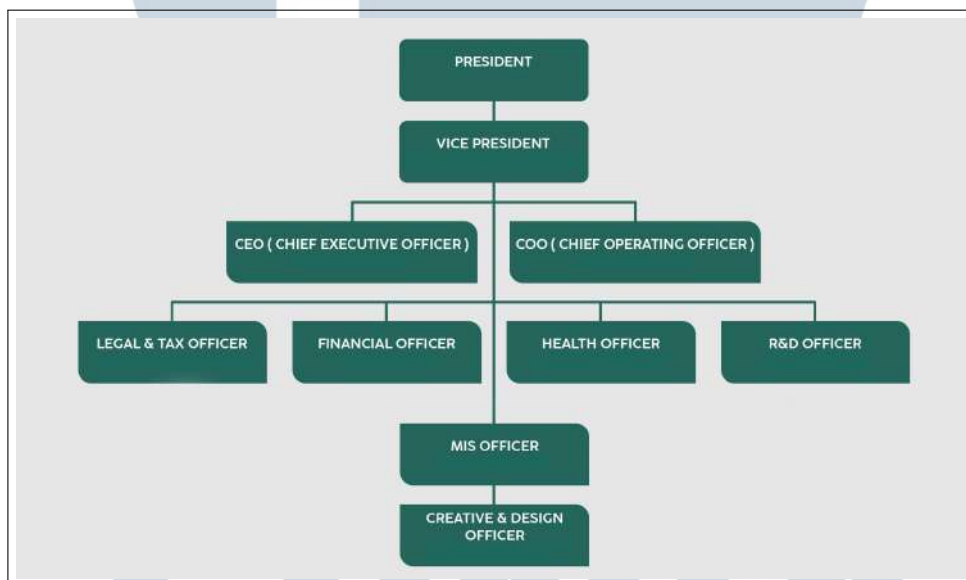 PRESIDENT
VICE PRESIDENT
CEO ( CHIEF EXECUTIVE OFFICER )
COO ( CHIEF OPERATING OFFICER )
LEGAL & TAX OFFICER
FINANCIAL OFFICER
HEALTH OFFICER
R&D OFFICER
MIS OFFICER
CREATIVE & DESIGN
OFFICER